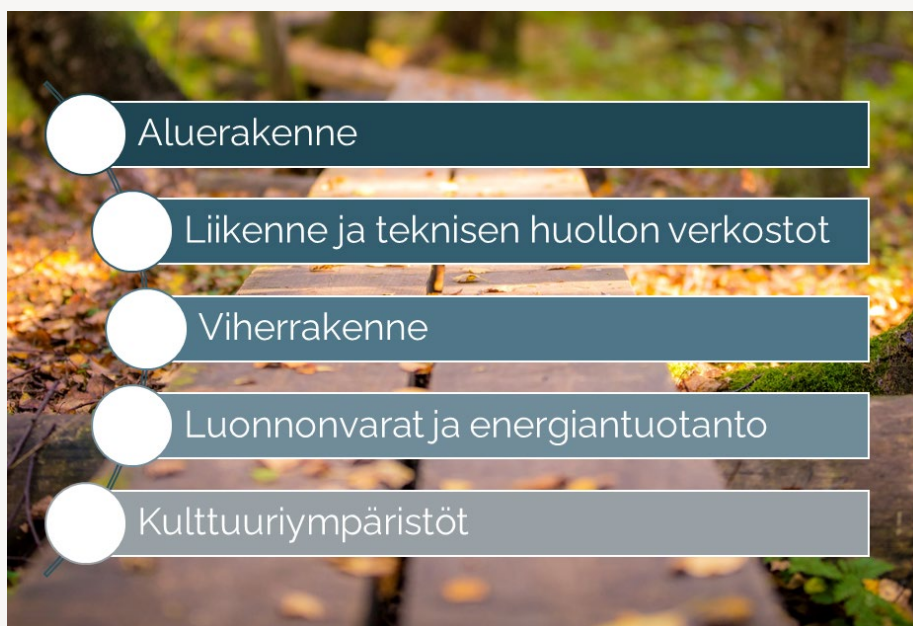 Aluerakenne
Liikenne ja teknisen huollon verkostot
Viherrakenne
Luonnonvarat ja energiantuotanto
Kulttuuriympäristöt